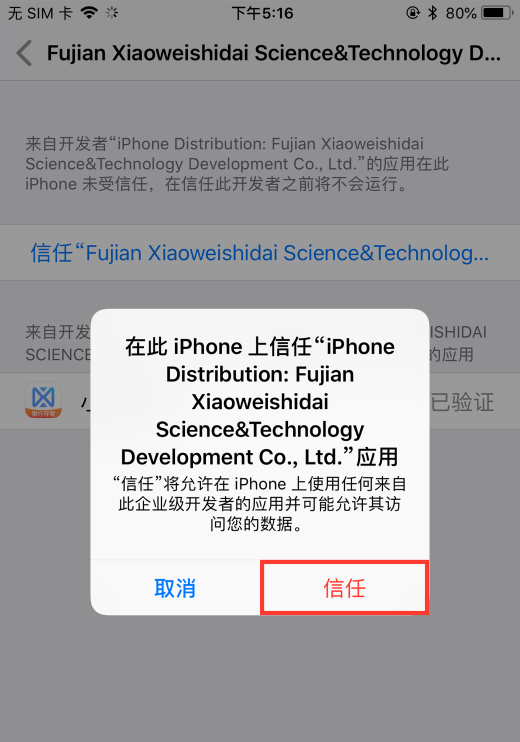 无 SIM 卡 下午5:16 80%
Fujian Xiaoweishidai Science&Technology D...
来自开发者“iPhone Distribution: Fujian Xiaoweishidai
Science&Technology Development Co., Ltd.”的应用在此
iPhone 未受信任，在信任此开发者之前将不会运行。
信任“Fujian Xiaoweishidai Science&Technolog...
来自开发 ISHIDAI
SCIENCE 的应用
已验证
在此 iPhone 上信任“iPhone
Distribution: Fujian
Xiaoweishidai
Science&Technology
Development Co., Ltd.”应用
“信任”将允许在 iPhone 上使用任何来自
此企业级开发者的应用并可能允许其访
问您的数据。
取消 信任